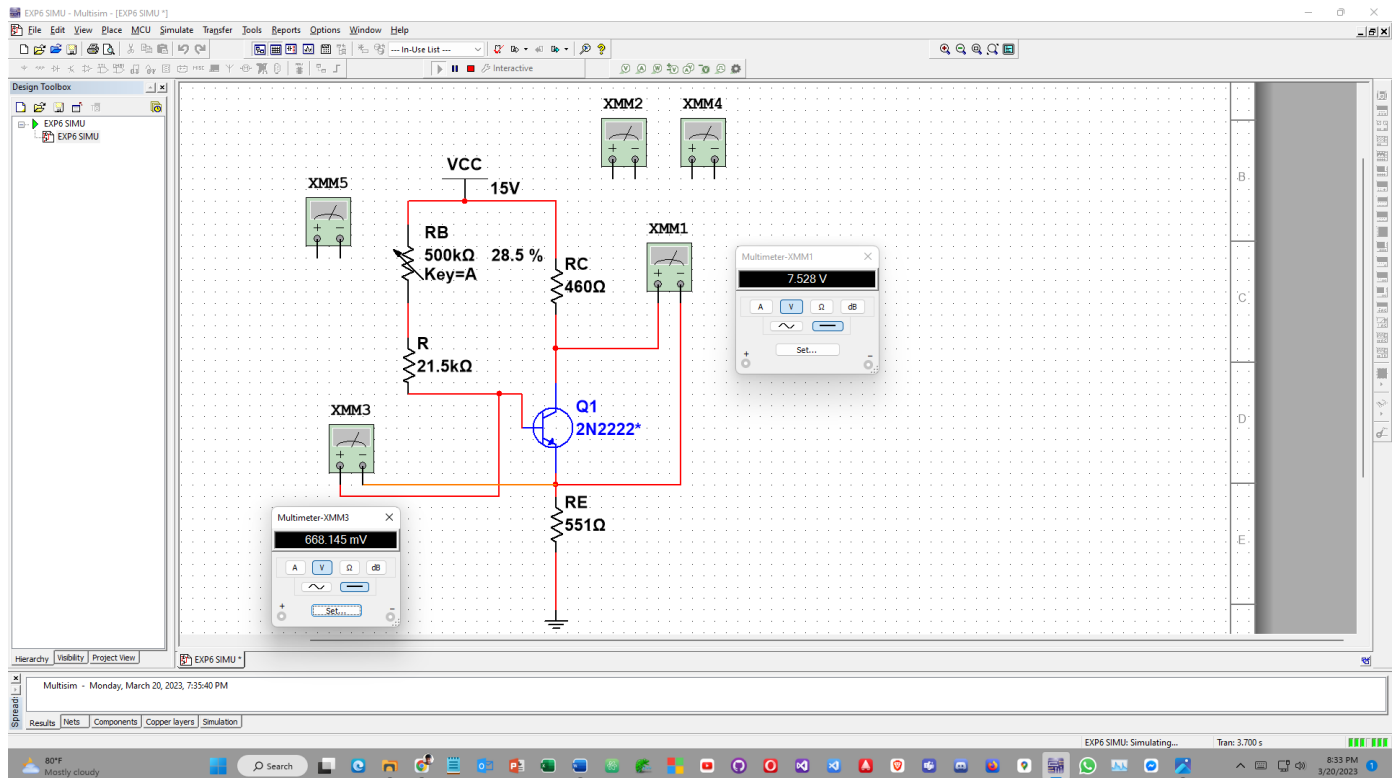 EXP6 SIMU - Multisim - [EXP6 SIMU *]
File Edit View Place MCU Simulate Transfer Tools Reports Options Window Help
--- In-Use List ---
Interactive
Design Toolbox
EXP6 SIMU
EXP6 SIMU
XMM2 XMM4
VCC
15V
XMM5
XMM1
RB
500kΩ 28.5 %
Key=A
RC
460Ω
R
21.5kΩ
XMM3
Q1
2N2222*
RE
551Ω
Multimeter-XMM1
7.528 V
A V Ω dB
Set...
+ −
Multimeter-XMM3
668.145 mV
A V Ω dB
Set...
+ −
B
C
D
E
Hierarchy Visibility Project View
EXP6 SIMU *
Multisim - Monday, March 20, 2023, 7:35:40 PM
Results Nets Components Copper layers Simulation
EXP6 SIMU: Simulating... Tran: 3.700 s
80°F
Mostly cloudy
Search
8:33 PM
3/20/2023